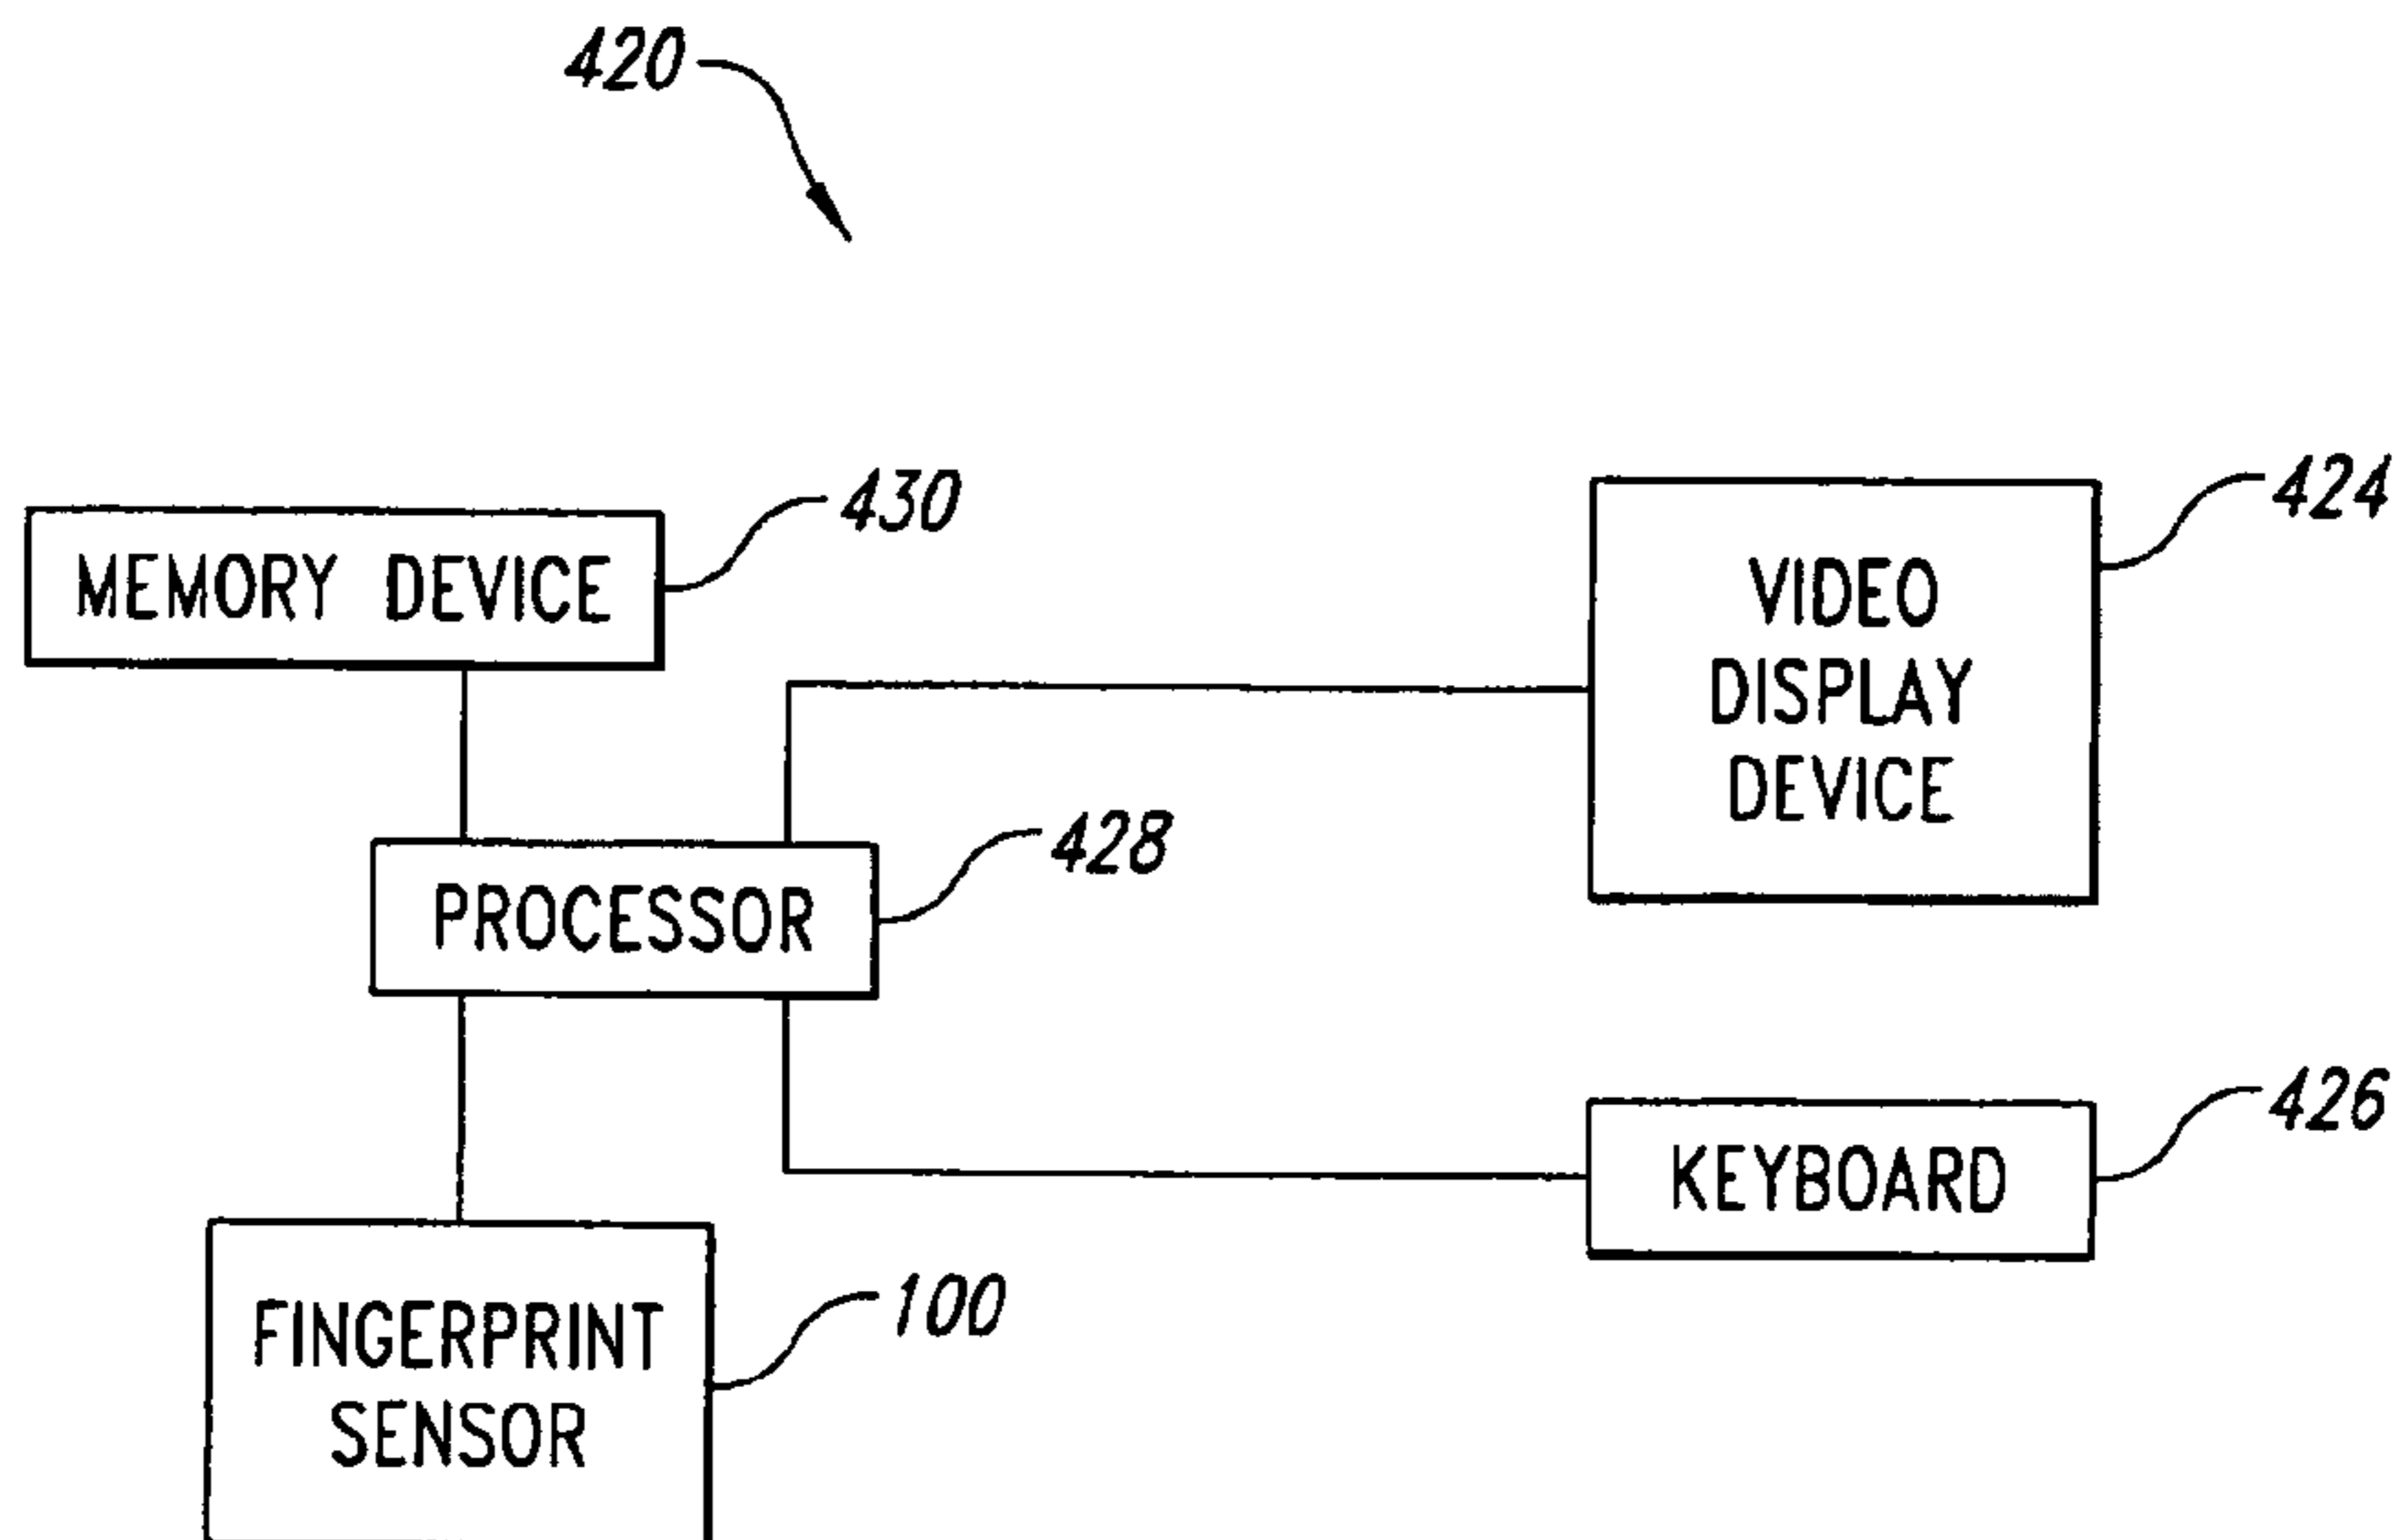 420
430
MEMORY DEVICE
424
VIDEO
DISPLAY
DEVICE
428
PROCESSOR
426
KEYBOARD
100
FINGERPRINT
SENSOR